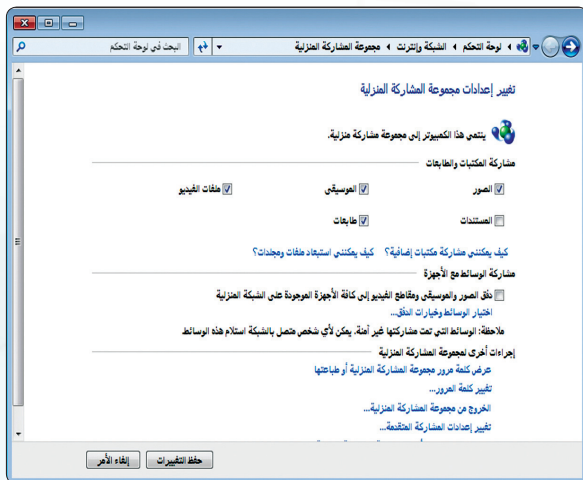 لوحة التحكم ◂ الشبكة وإنترنت ◂ مجموعة المشاركة المنزلية
البحث في لوحة التحكم
تغيير إعدادات مجموعة المشاركة المنزلية
ينتمي هذا الكمبيوتر إلى مجموعة مشاركة منزلية.
مشاركة المكتبات والطابعات
الصور الموسيقى ملفات الفيديو
المستندات طابعات
كيف يمكنني مشاركة مكتبات إضافية؟ كيف يمكنني استبعاد ملفات ومجلدات؟
مشاركة الوسائط مع الأجهزة
دفق الصور والموسيقى ومقاطع الفيديو إلى كافة الأجهزة الموجودة على الشبكة المنزلية
اختيار الوسائط وخيارات الدفق...
ملاحظة: الوسائط التي تمت مشاركتها غير آمنة. يمكن لأي شخص متصل بالشبكة استلام هذه الوسائط
إجراءات أخرى لمجموعة المشاركة المنزلية
عرض كلمة مرور مجموعة المشاركة المنزلية أو طباعتها
تغيير كلمة المرور...
الخروج من مجموعة المشاركة المنزلية...
تغيير إعدادات المشاركة المتقدمة...
حفظ التغييرات إلغاء الأمر